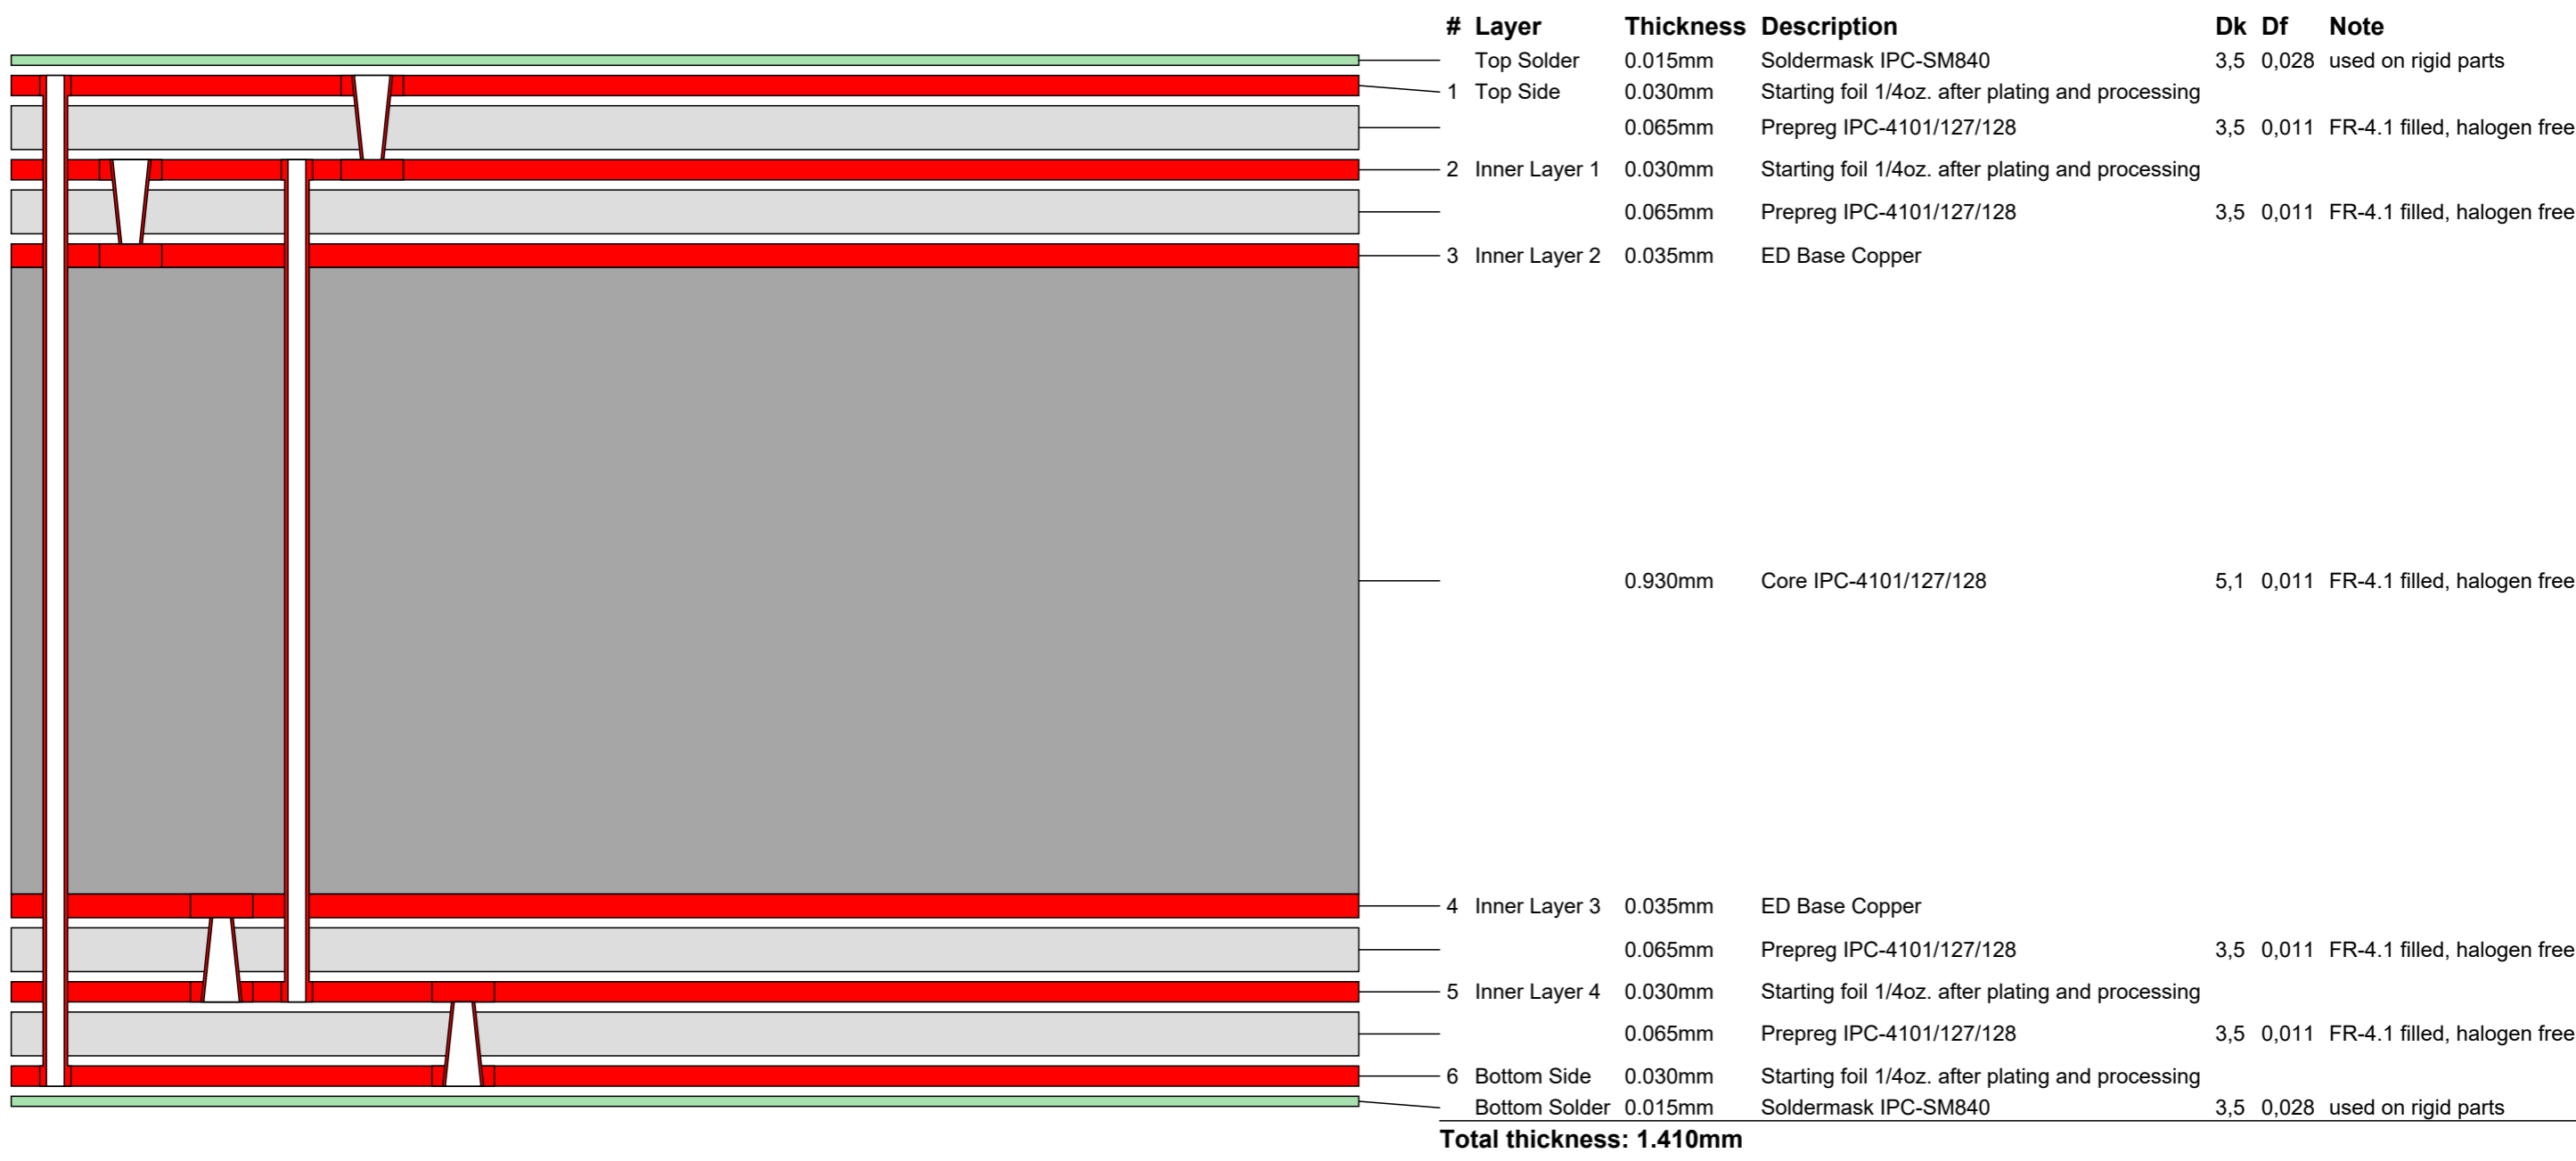 # Layer Thickness Description Dk Df Note
Top Solder 0.015mm Soldermask IPC-SM840 3,5 0,028 used on rigid parts
1 Top Side 0.030mm Starting foil 1/4oz. after plating and processing
0.065mm Prepreg IPC-4101/127/128 3,5 0,011 FR-4.1 filled, halogen free
2 Inner Layer 1 0.030mm Starting foil 1/4oz. after plating and processing
0.065mm Prepreg IPC-4101/127/128 3,5 0,011 FR-4.1 filled, halogen free
3 Inner Layer 2 0.035mm ED Base Copper
0.930mm Core IPC-4101/127/128 5,1 0,011 FR-4.1 filled, halogen free
4 Inner Layer 3 0.035mm ED Base Copper
0.065mm Prepreg IPC-4101/127/128 3,5 0,011 FR-4.1 filled, halogen free
5 Inner Layer 4 0.030mm Starting foil 1/4oz. after plating and processing
0.065mm Prepreg IPC-4101/127/128 3,5 0,011 FR-4.1 filled, halogen free
6 Bottom Side 0.030mm Starting foil 1/4oz. after plating and processing
Bottom Solder 0.015mm Soldermask IPC-SM840 3,5 0,028 used on rigid parts
Total thickness: 1.410mm